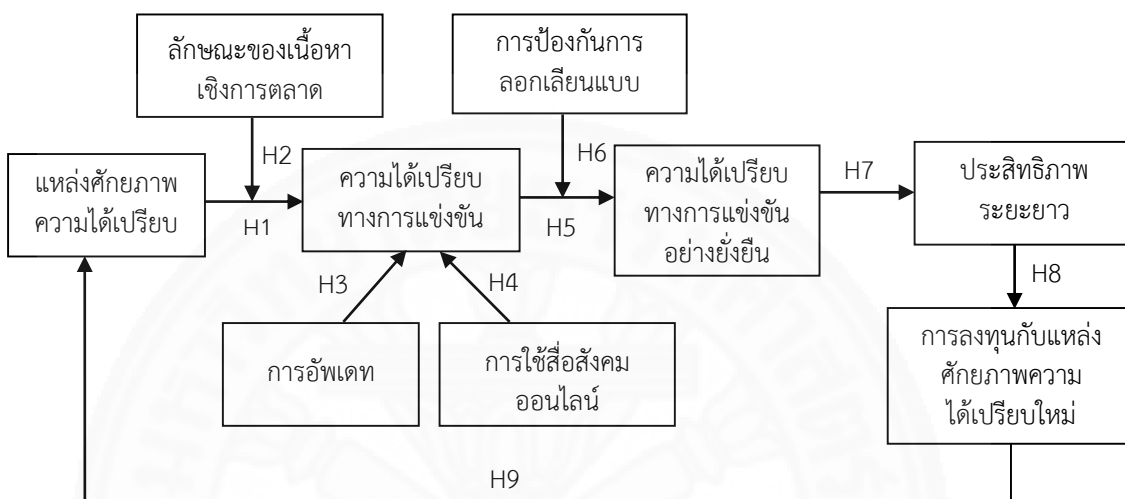 ลักษณะของเนื้อหา
เชิงการตลาด
การป้องกันการ
ลอกเลียนแบบ
H2
H6
แหล่งศักยภาพ
ความได้เปรียบ
H1
ความได้เปรียบ
ทางการแข่งขัน
H5
ความได้เปรียบ
ทางการแข่งขัน
อย่างยั่งยืน
H7
ประสิทธิภาพ
ระยะยาว
H3
H4
H8
การอัพเดท
การใช้สื่อสังคม
ออนไลน์
การลงทุนกับแหล่ง
ศักยภาพความ
ได้เปรียบใหม่
H9